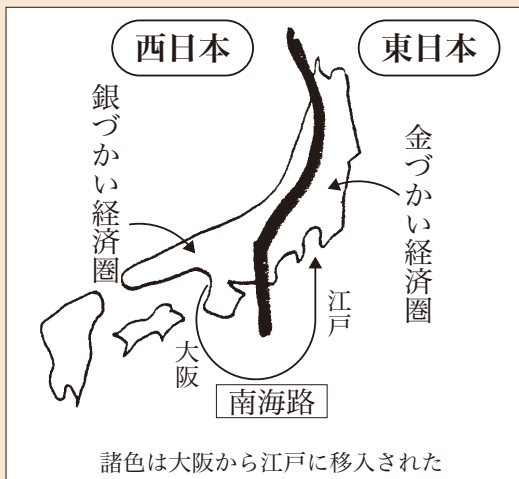 西日本
東日本
銀づかい経済圏
金づかい経済圏
江戸
大阪
南海路
諸色は大阪から江戸に移入された